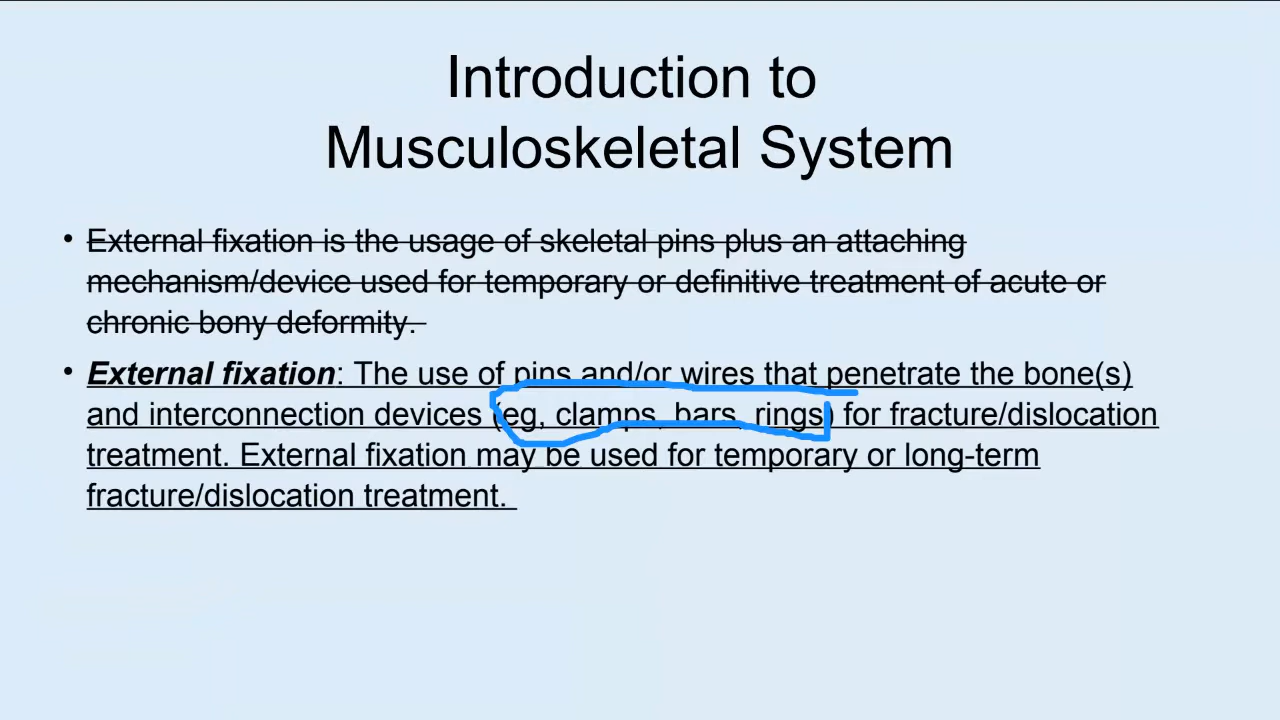 Introduction to
Musculoskeletal System
• External fixation is the usage of skeletal pins plus an attaching
mechanism/device used for temporary or definitive treatment of acute or
chronic bony deformity.
• External fixation: The use of pins and/or wires that penetrate the bone(s)
and interconnection devices (eg, clamps, bars, rings) for fracture/dislocation
treatment. External fixation may be used for temporary or long-term
fracture/dislocation treatment.